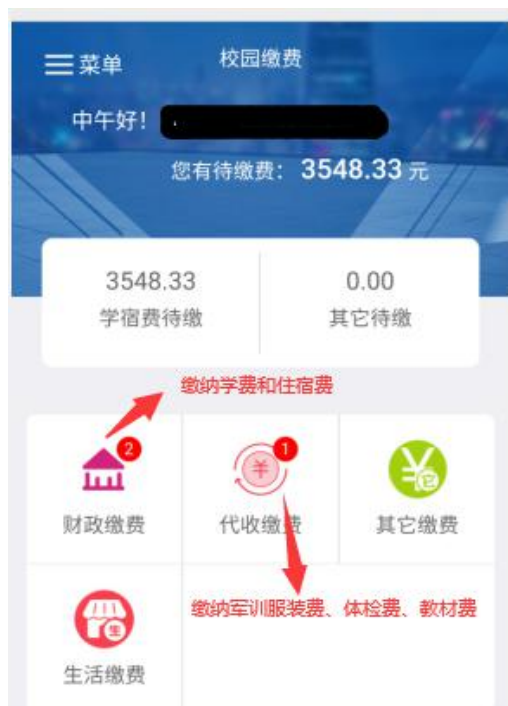 菜单
校园缴费
中午好!
您有待缴费: 3548.33 元
3548.33
0.00
学宿费待缴
其它待缴
缴纳学费和住宿费
2
1
¥
¥
它
财政缴费
代收缴费
其它缴费
缴纳军训服装费、体检费、教材费
生
生活缴费